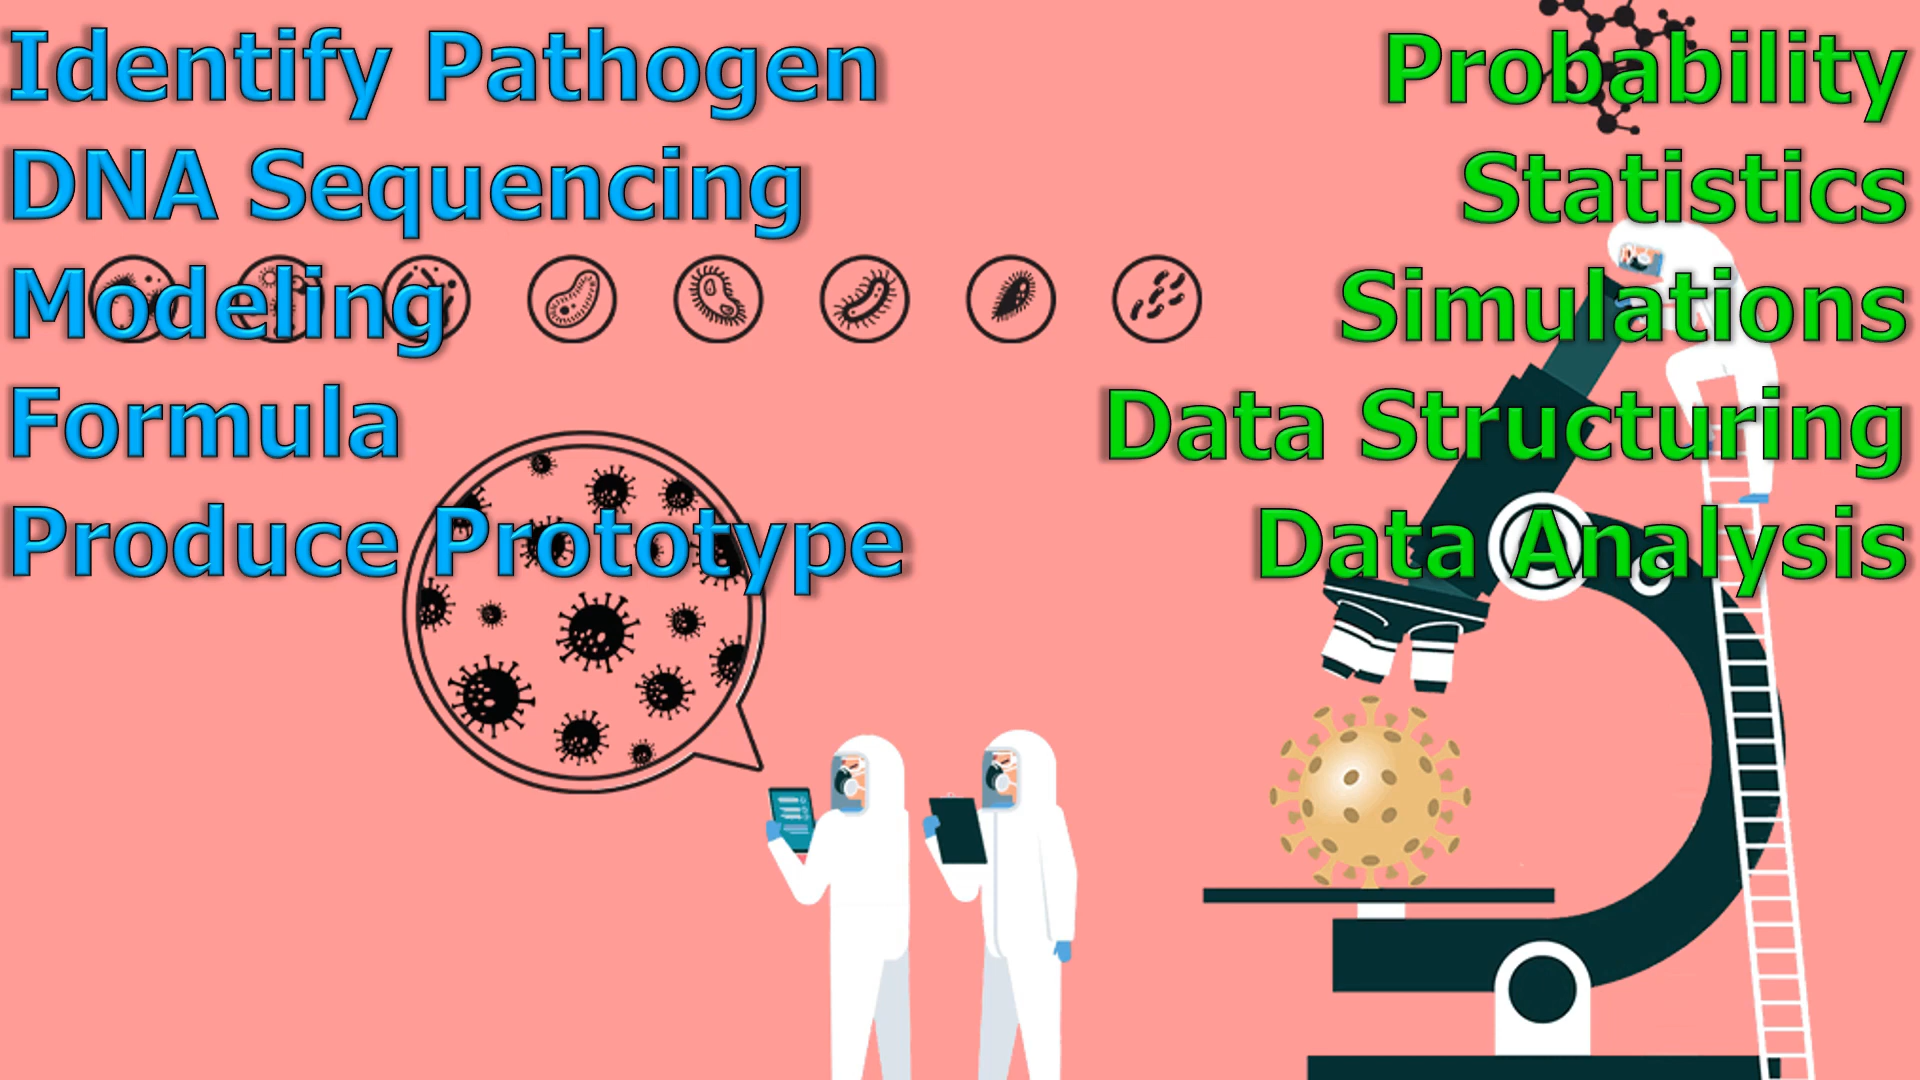 Identify Pathogen
DNA Sequencing
Modeling
Formula
Produce Prototype
Probability
Statistics
Simulations
Data Structuring
Data Analysis